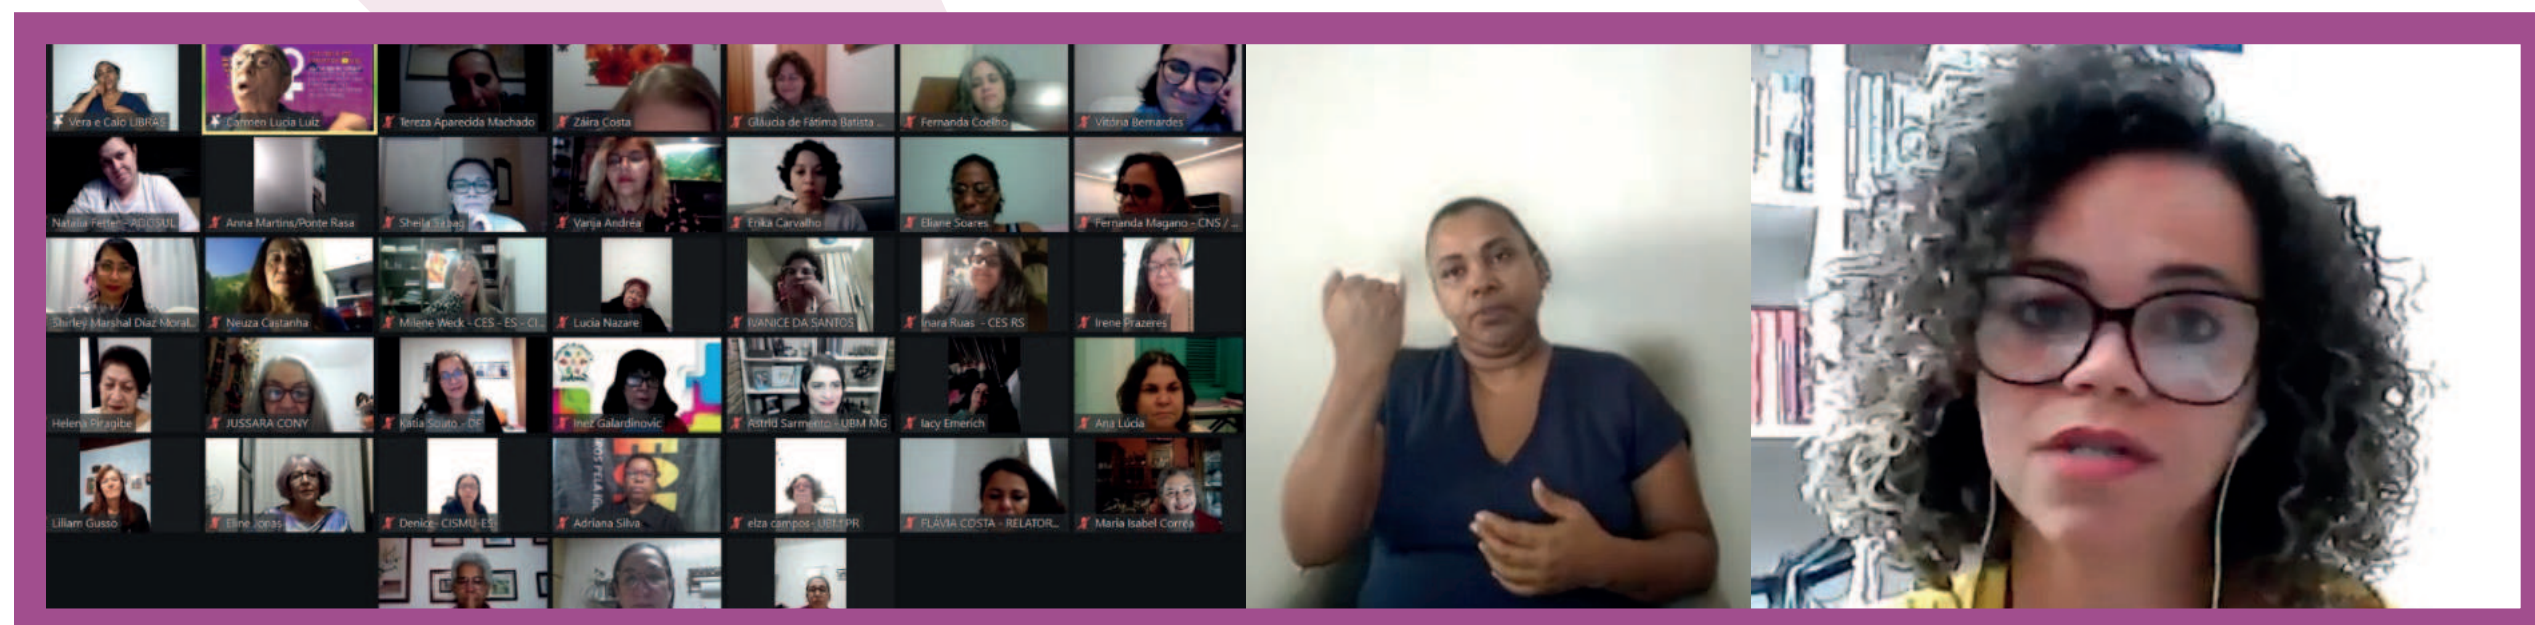 Vera e Caio LIBRAS
Carmen Lucia Luiz
Tereza Aparecida Machado
Záira Costa
Gláucia de Fátima Batista ...
Fernanda Coelho
Vitória Bernardes
Natalia Fetter - ADOSUL
Anna Martins/Ponte Rasa
Sheila Sabag
Vanja Andréa
Erika Carvalho
Eliane Soares
Fernanda Magano - CNS / ...
Shirley Marshal Díaz Moral...
Neuza Castanha
Milene Weck - CES - ES - CI...
Lucia Nazare
IVANICE DA SANTOS
Inara Ruas - CES RS
Irene Prazeres
Helena Piragibe
JUSSARA CONY
Katia Souto - DF
Inez Galardinovic
Astrid Sarmento - UBM MG
Iacy Emerich
Ana Lúcia
Liliam Gusso
Eline Jonas
Denice- CISMU-ES-
Adriana Silva
elza campos- UBM PR
FLÁVIA COSTA - RELATOR...
Maria Isabel Corrêa